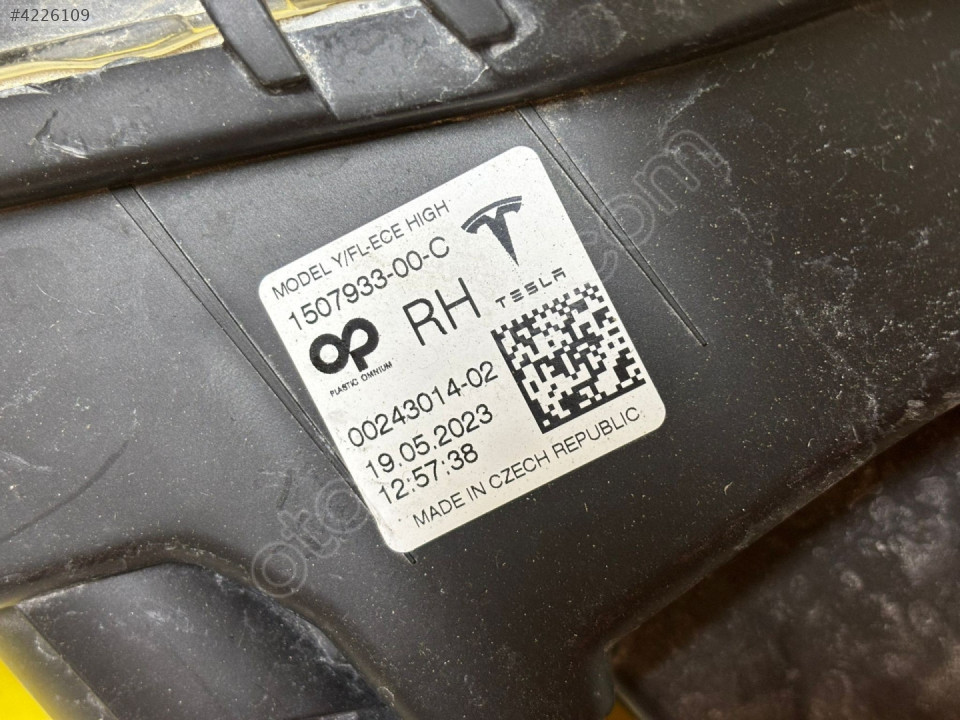 #4226109
MODEL Y/FL-ECE HIGH
1507933-00-C
RH
TESLA
PLASTIC OMNIUM
00243014-02
19.05.2023
12:57:38
MADE IN CZECH REPUBLIC